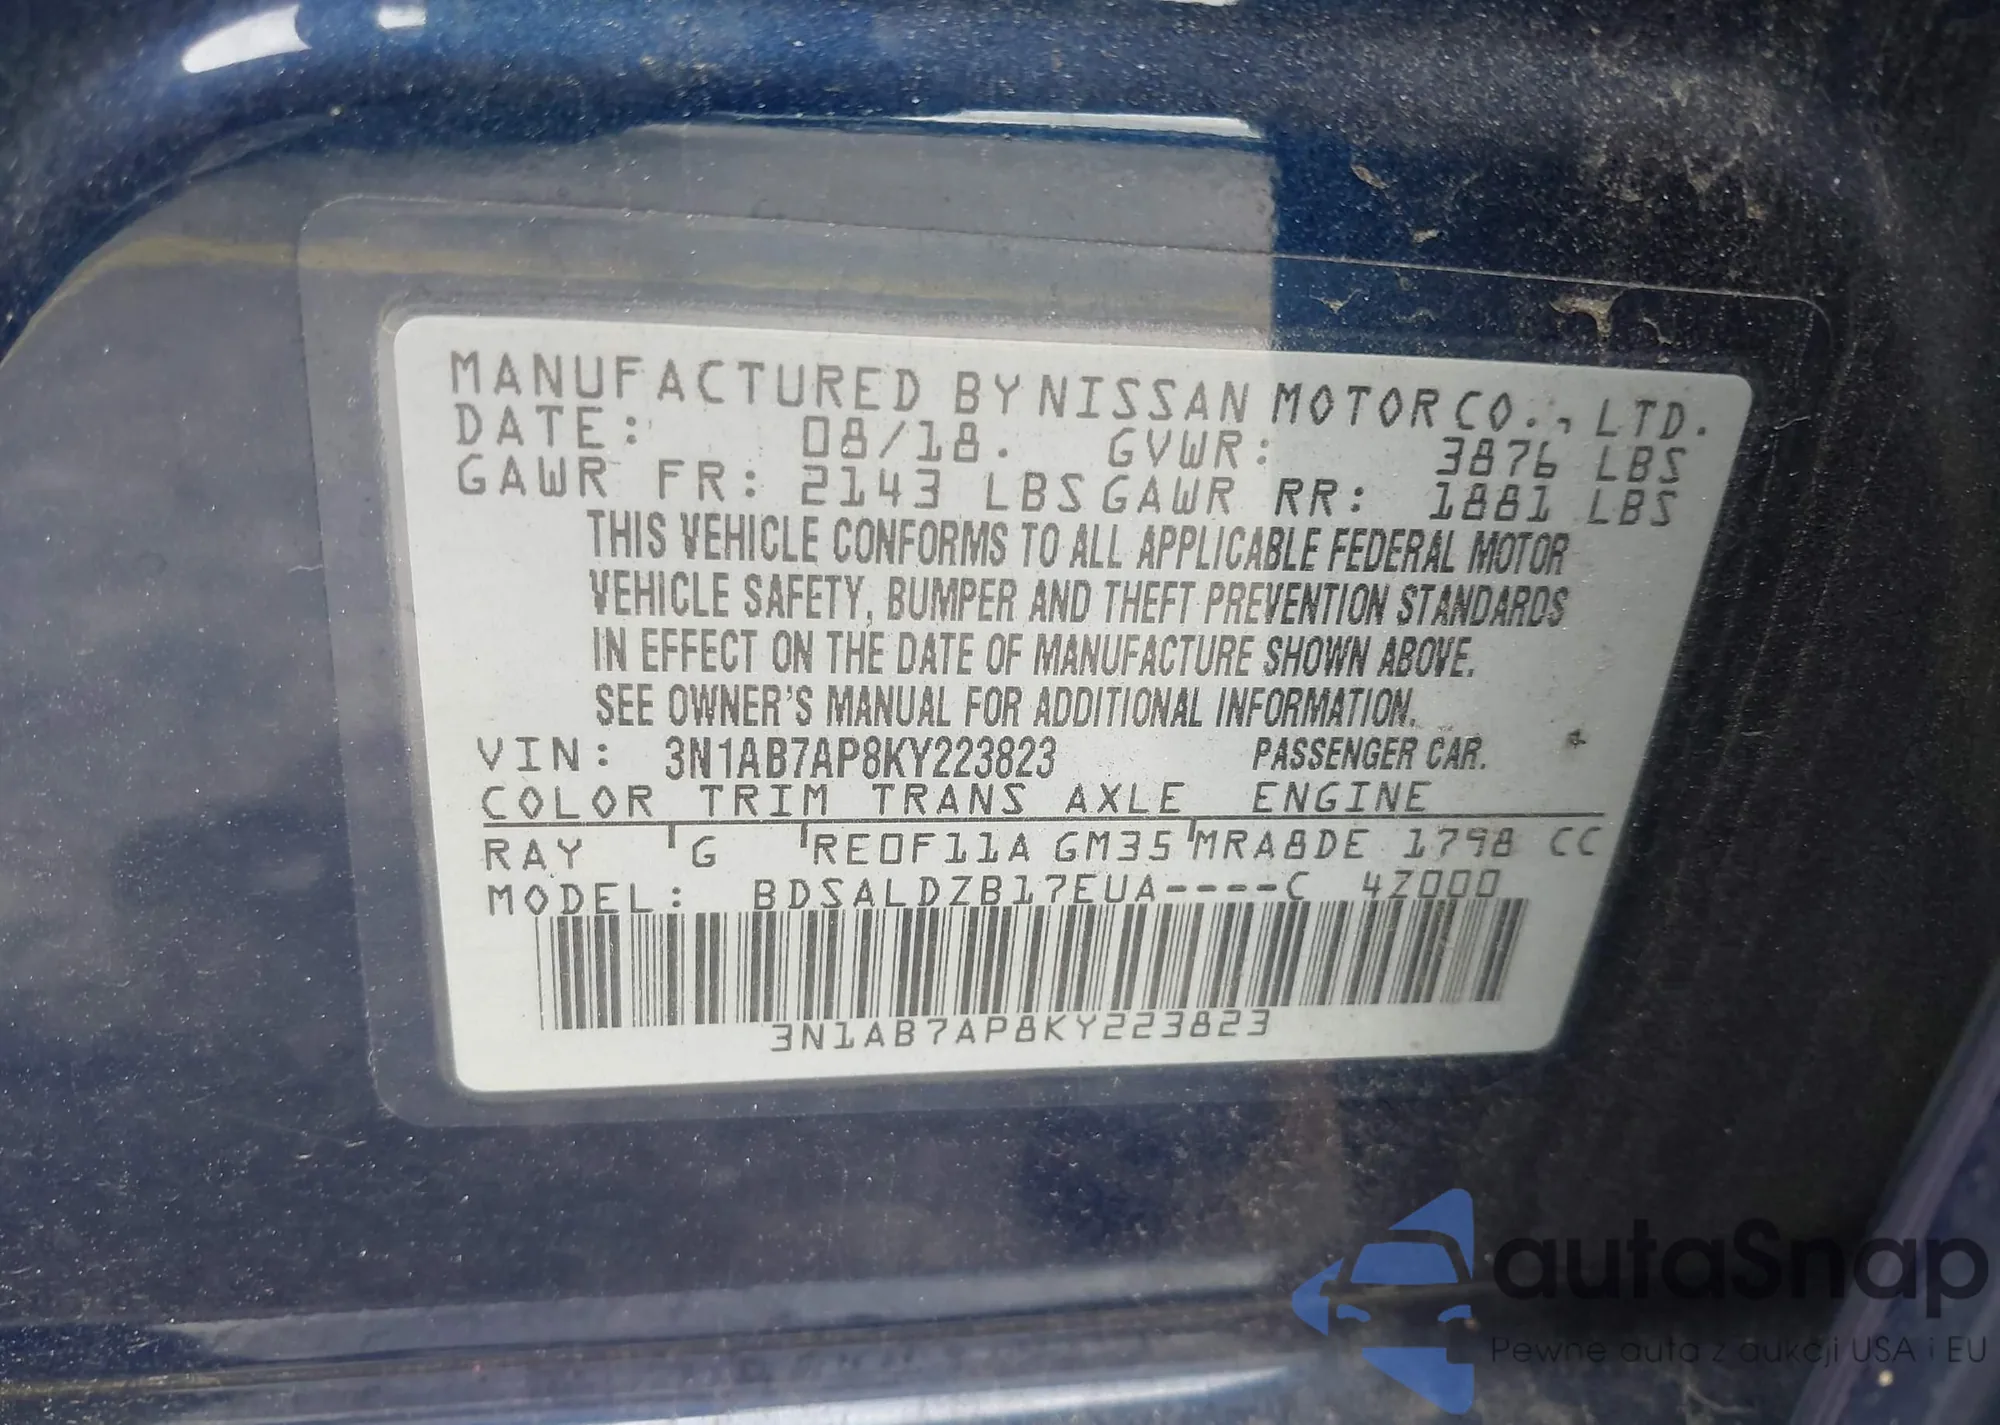 MANUFACTURED BY NISSAN MOTOR CO., LTD.
DATE: 08/18. GVWR: 3876 LBS
GAWR FR: 2143 LBS GAWR RR: 1881 LBS
THIS VEHICLE CONFORMS TO ALL APPLICABLE FEDERAL MOTOR
VEHICLE SAFETY, BUMPER AND THEFT PREVENTION STANDARDS
IN EFFECT ON THE DATE OF MANUFACTURE SHOWN ABOVE.
SEE OWNER'S MANUAL FOR ADDITIONAL INFORMATION.
VIN: 3N1AB7AP8KY223823 PASSENGER CAR.
COLOR TRIM TRANS AXLE ENGINE
RAY G RE0F11A GM35 MRA8DE 1798 CC
MODEL: BDSALDZB17EUA----C 4Z000
3N1AB7AP8KY223823
autaSnap
Pewne auta z aukcji USA i EU